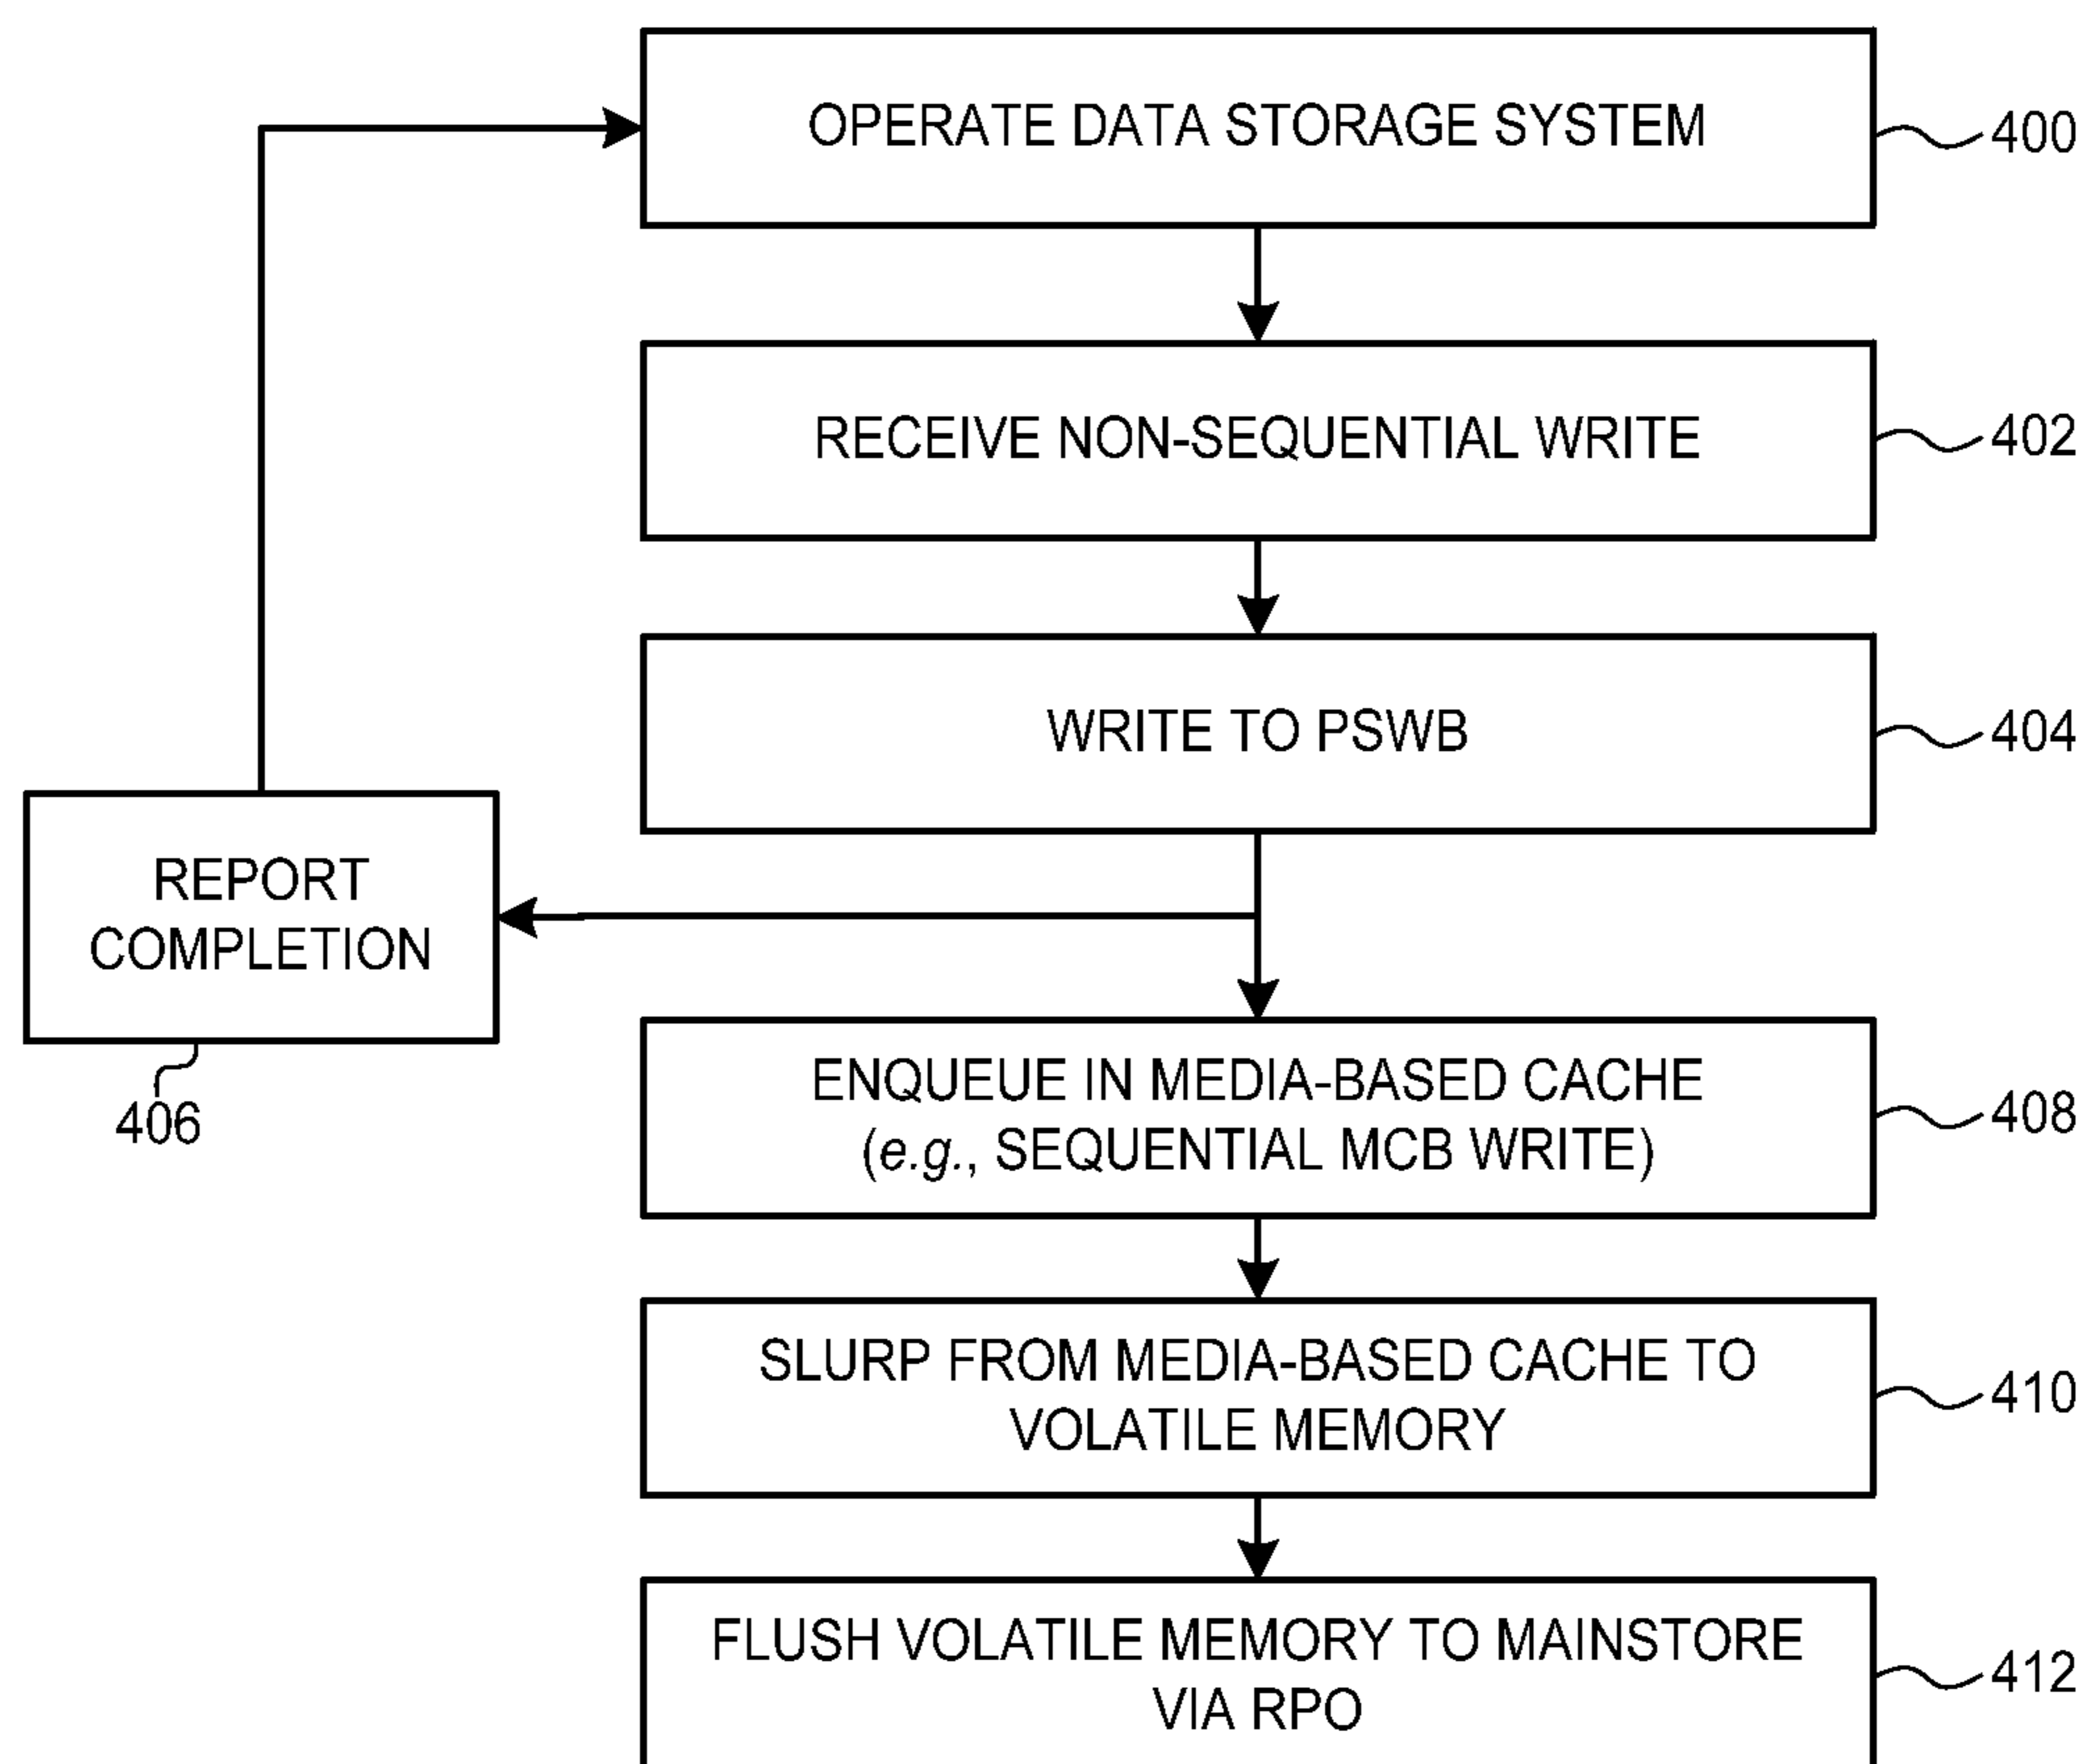 OPERATE DATA STORAGE SYSTEM
400
RECEIVE NON-SEQUENTIAL WRITE
402
WRITE TO PSWB
404
REPORT
COMPLETION
406
ENQUEUE IN MEDIA-BASED CACHE
(e.g., SEQUENTIAL MCB WRITE)
408
SLURP FROM MEDIA-BASED CACHE TO
VOLATILE MEMORY
410
FLUSH VOLATILE MEMORY TO MAINSTORE
VIA RPO
412